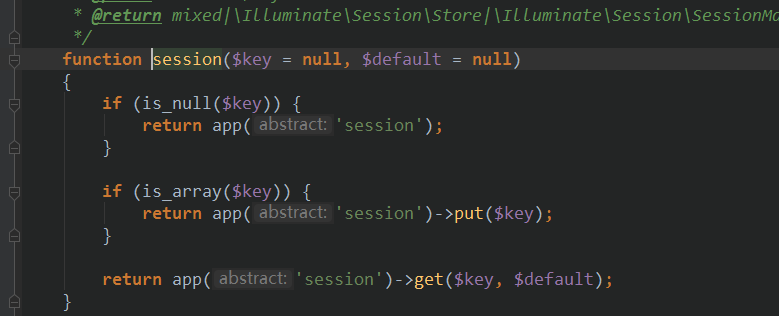 * @return mixed|\Illuminate\Session\Store|\Illuminate\Session\SessionMa
*/
function session($key = null, $default = null)
{
if (is_null($key)) {
return app( abstract: 'session');
}
if (is_array($key)) {
return app( abstract: 'session')->put($key);
}
return app( abstract: 'session')->get($key, $default);
}